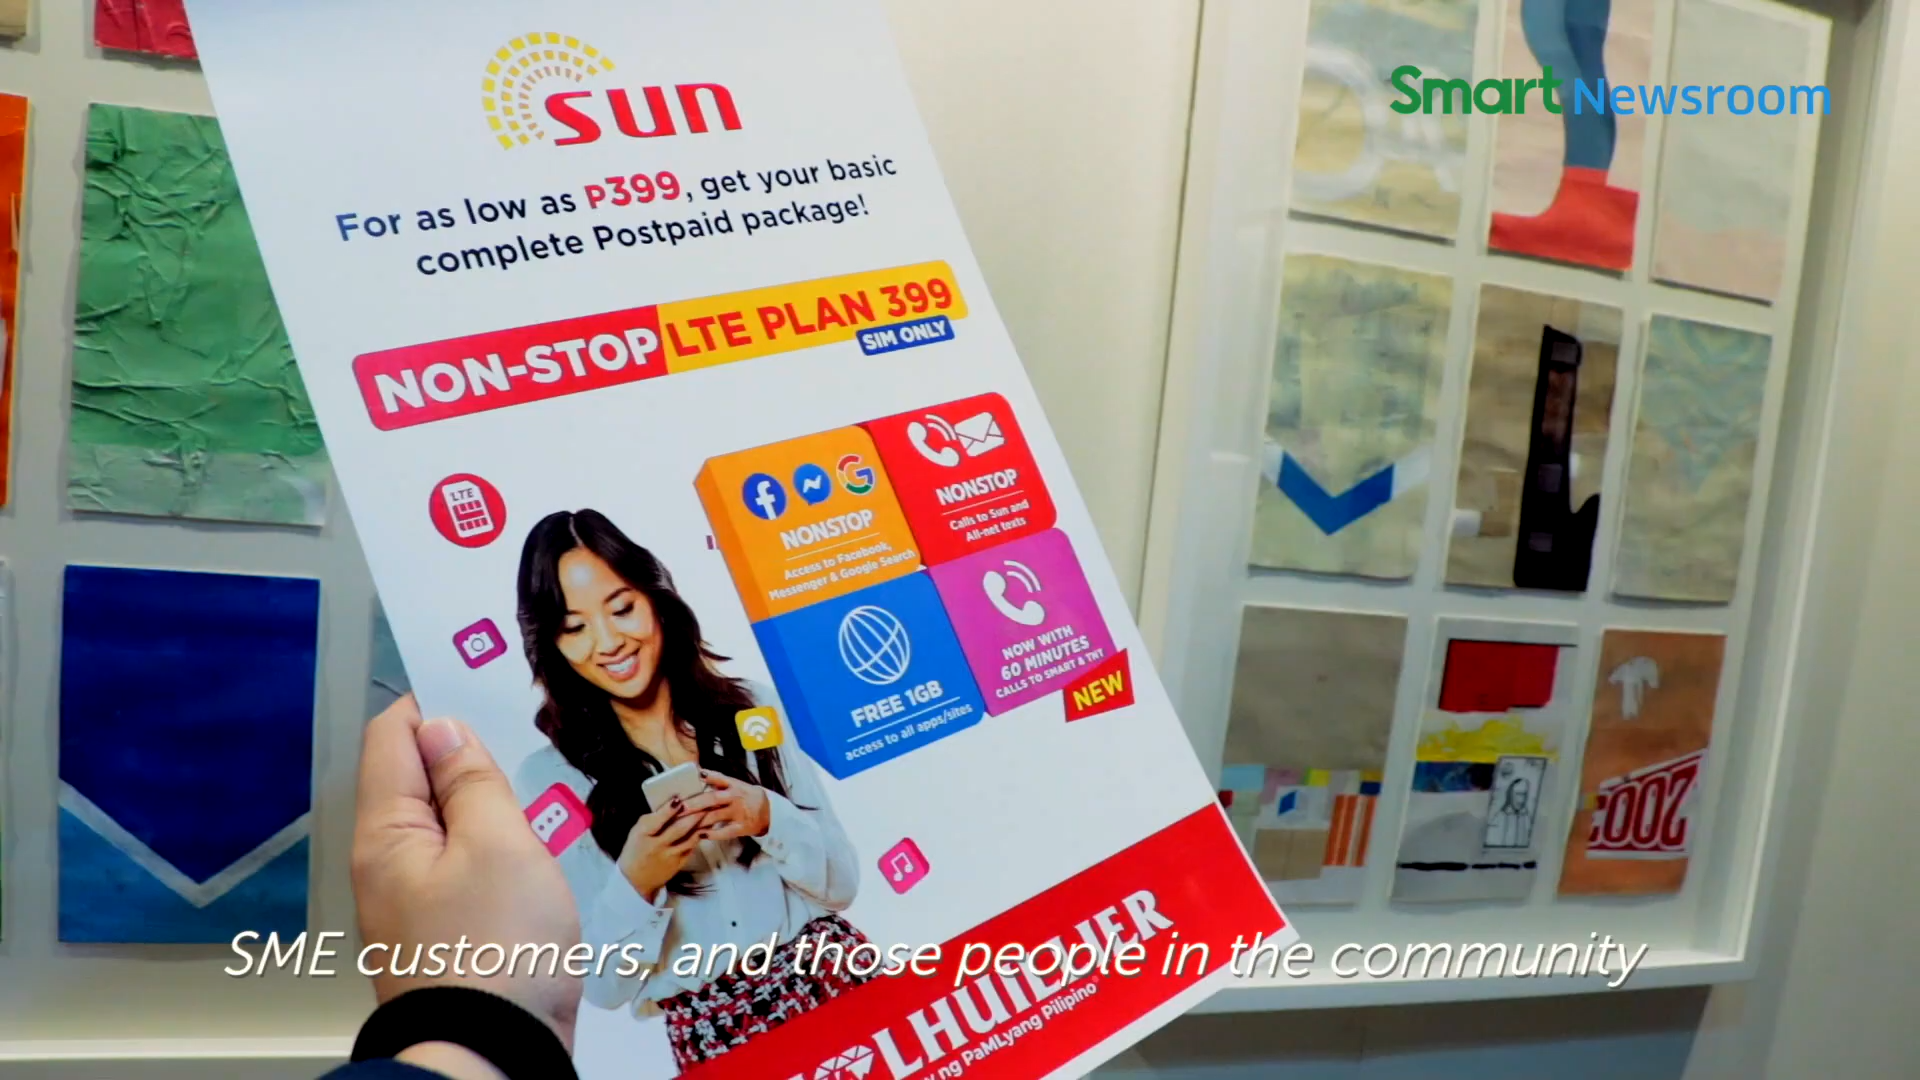 Smart Newsroom
sun
For as low as P399, get your basic
complete Postpaid package!
NON-STOP LTE PLAN 399
SIM ONLY
LTE
NONSTOP
Access to Facebook,
Messenger & Google Search
NONSTOP
Calls to Sun and
All-net texts
FREE 1GB
access to all apps/sites
NOW WITH
60 MINUTES
CALLS TO SMART & TNT
NEW
LHUILLIER
ng PaMLyang Pilipino
2002
SME customers, and those people in the community